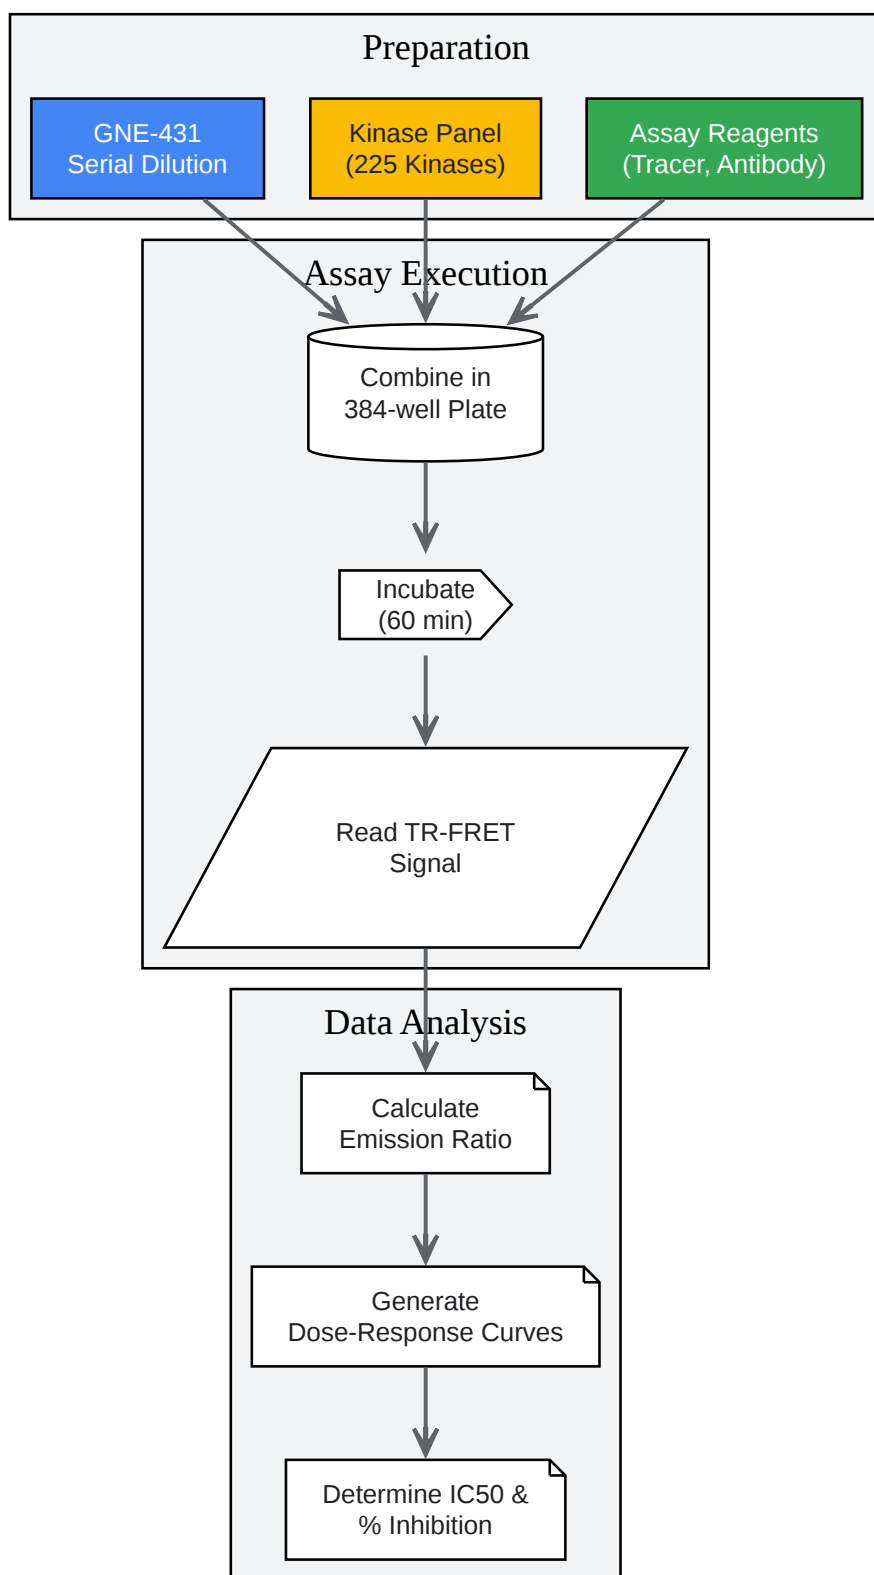 Preparation
GNE-431
Serial Dilution
Kinase Panel
(225 Kinases)
Assay Reagents
(Tracer, Antibody)
Assay Execution
Combine in
384-well Plate
Incubate
(60 min)
Read TR-FRET
Signal
Data Analysis
Calculate
Emission Ratio
Generate
Dose-Response Curves
Determine IC50 &
% Inhibition